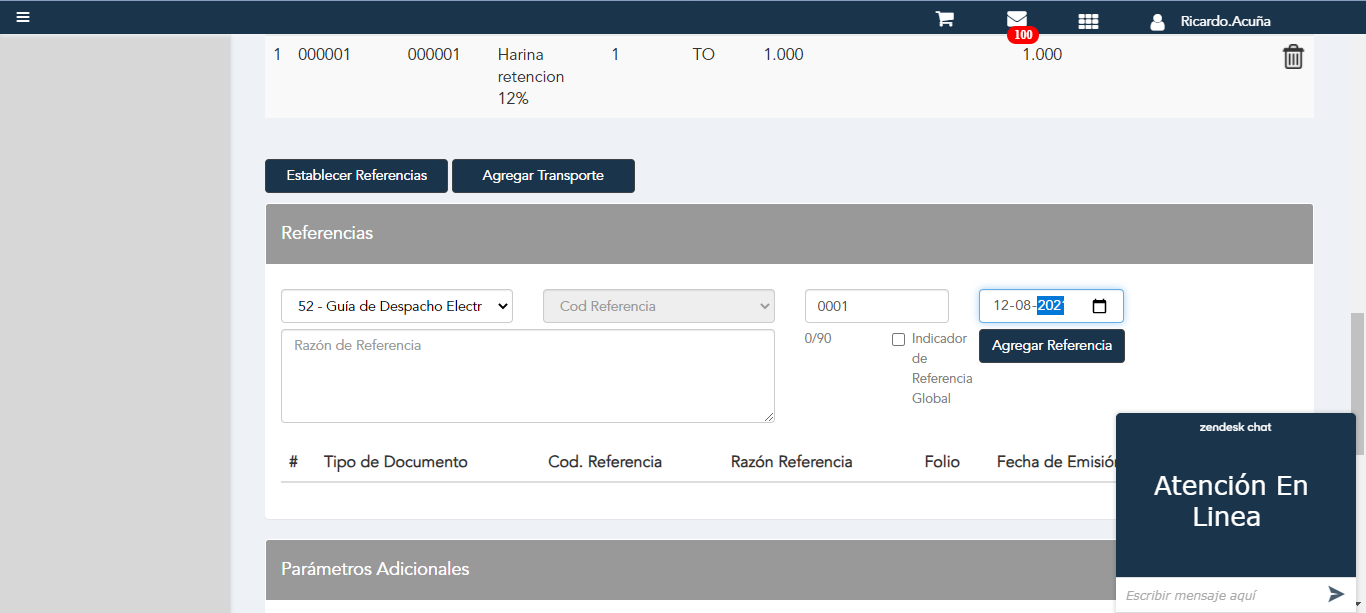 Ricardo.Acuña
100
1 000001 000001 Harina 1 TO 1.000 1.000
retencion
12%
Establecer Referencias Agregar Transporte
Referencias
52 - Guía de Despacho Electr Cod Referencia 0001 12-08-2021
Razón de Referencia 0/90 Indicador de Referencia Global Agregar Referencia
# Tipo de Documento Cod. Referencia Razón Referencia Folio Fecha de Emisión
zendesk chat
Atención En
Linea
Parámetros Adicionales
Escribir mensaje aquí